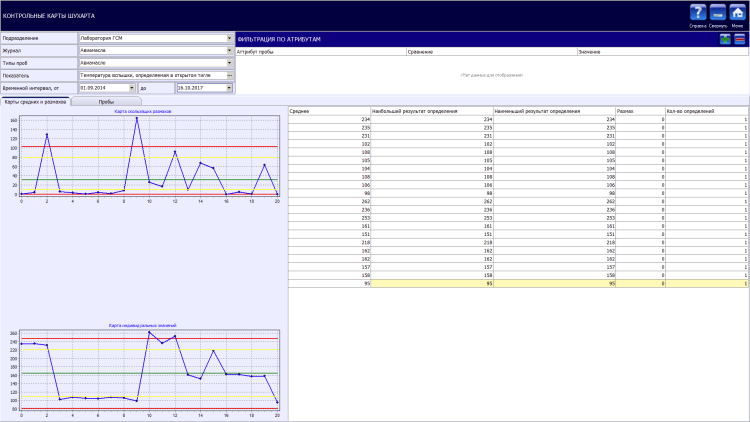 КОНТРОЛЬНЫЕ КАРТЫ ШУХАРТА
Справка Свернуть Меню
Подразделение Лаборатория ГСМ
Журнал Авиамасла
Типы проб Авиамасла
Показатель Температура вспышки, определяемая в открытом тигле
Временной интервал, от 01.09.2014 до 16.10.2017
ФИЛЬТРАЦИЯ ПО АТРИБУТАМ
Атрибут пробы Сравнение Значение
<Нет данных для отображения>
Карты средних и размахов Пробы
Карта скользящих размахов
160
140
120
100
80
60
40
20
0
0 2 4 6 8 10 12 14 16 18 20
Карта индивидуальных значений
260
240
220
200
180
160
140
120
100
80
0 2 4 6 8 10 12 14 16 18 20
Среднее Наибольший результат определения Наименьший результат определения Размах Кол-во определений
234 234 234 0 1
235 235 235 0 1
231 231 231 0 1
102 102 102 0 1
108 108 108 0 1
105 105 105 0 1
104 104 104 0 1
108 108 108 0 1
106 106 106 0 1
98 98 98 0 1
262 262 262 0 1
236 236 236 0 1
253 253 253 0 1
161 161 161 0 1
151 151 151 0 1
218 218 218 0 1
162 162 162 0 1
162 162 162 0 1
157 157 157 0 1
158 158 158 0 1
95 95 95 0 1